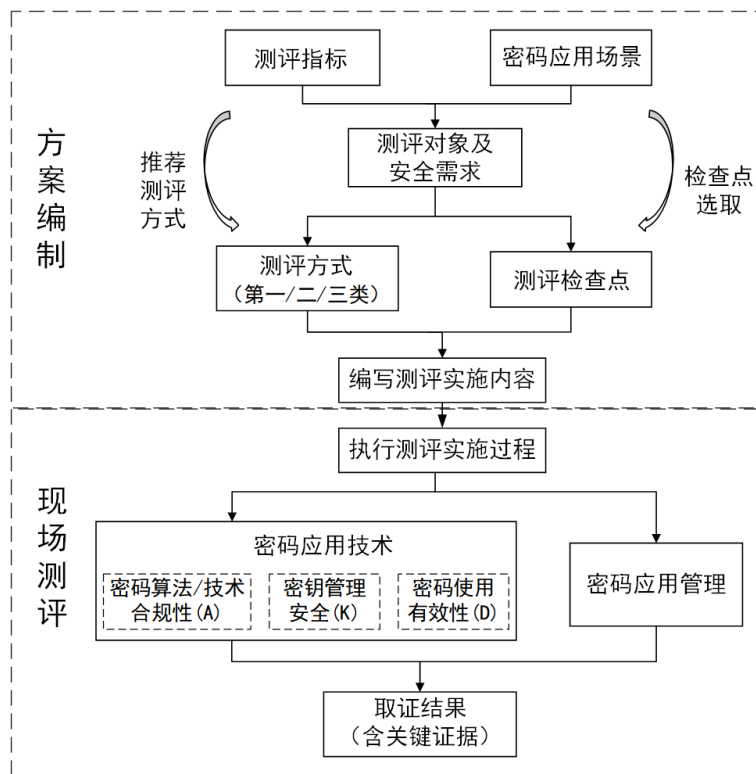 方案编制
测评指标
密码应用场景
测评对象及
安全需求
推荐
测评
方式
检查点
选取
测评方式
（第一/二/三类）
测评检查点
编写测评实施内容
现场测评
执行测评实施过程
密码应用技术
密码算法/技术
合规性(A)
密钥管理
安全(K)
密码使用
有效性(D)
密码应用管理
取证结果
（含关键证据）